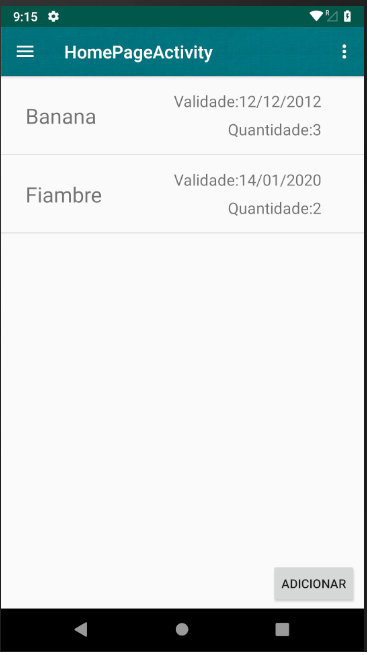 9:15 R
HomePageActivity
Banana
Validade:12/12/2012
Quantidade:3
Fiambre
Validade:14/01/2020
Quantidade:2
ADICIONAR